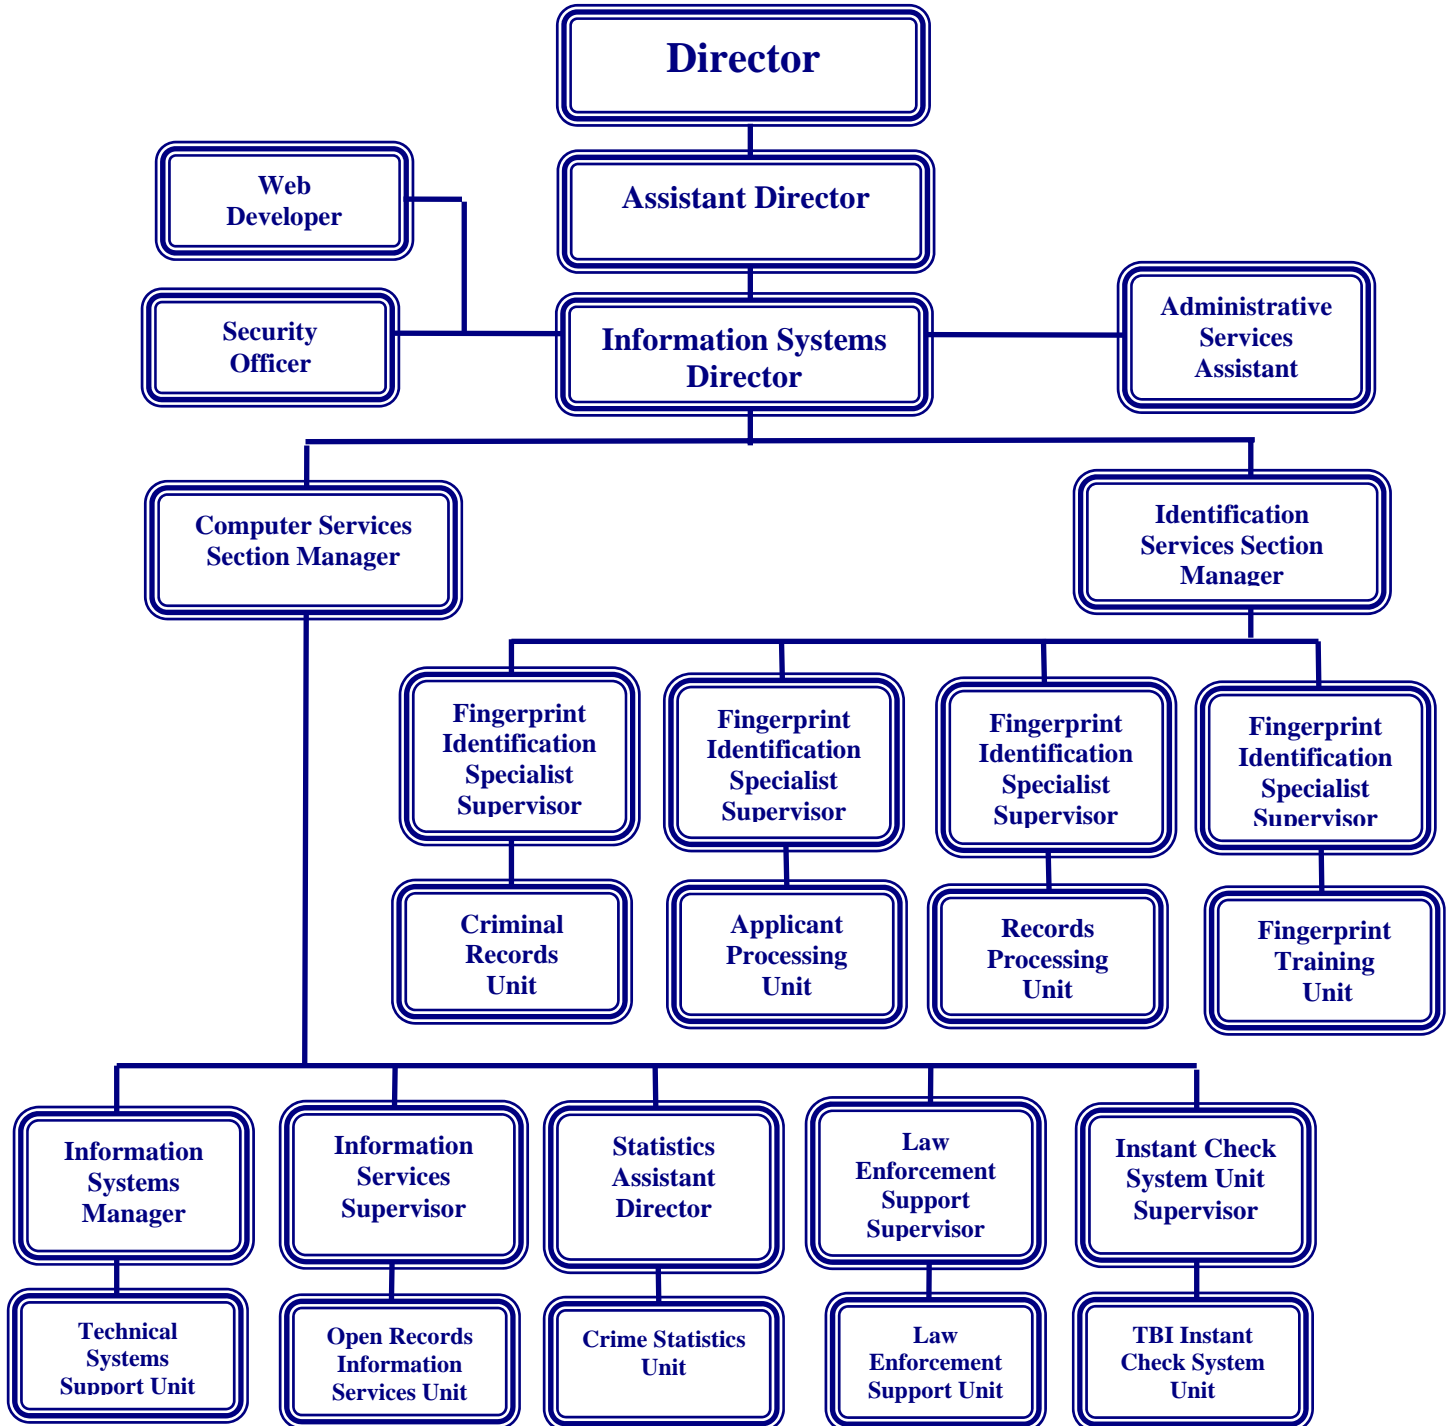 Director
Assistant Director
Web
Developer
Security
Officer
Information Systems
Director
Administrative
Services
Assistant
Computer Services
Section Manager
Identification
Services Section
Manager
Fingerprint
Identification
Specialist
Supervisor
Fingerprint
Identification
Specialist
Supervisor
Fingerprint
Identification
Specialist
Supervisor
Fingerprint
Identification
Specialist
Supervisor
Criminal
Records
Unit
Applicant
Processing
Unit
Records
Processing
Unit
Fingerprint
Training
Unit
Information
Systems
Manager
Information
Services
Supervisor
Statistics
Assistant
Director
Law
Enforcement
Support
Supervisor
Instant Check
System Unit
Supervisor
Technical
Systems
Support Unit
Open Records
Information
Services Unit
Crime Statistics
Unit
Law
Enforcement
Support Unit
TBI Instant
Check System
Unit